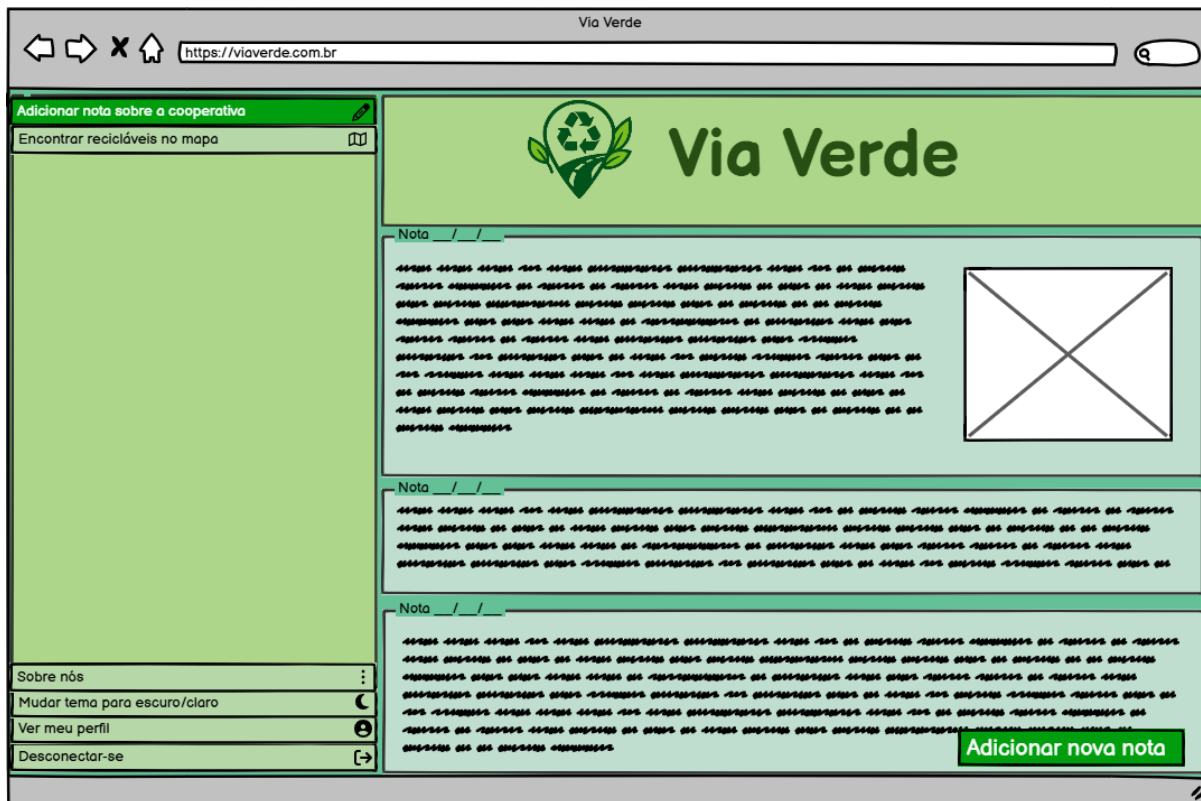 Via Verde
https://viaverde.com.br
Adicionar nota sobre a cooperativa
Encontrar recicláveis no mapa
Via Verde
Nota __/__/__
Nota __/__/__
Nota __/__/__
Sobre nós
Mudar tema para escuro/claro
Ver meu perfil
Desconectar-se
Adicionar nova nota